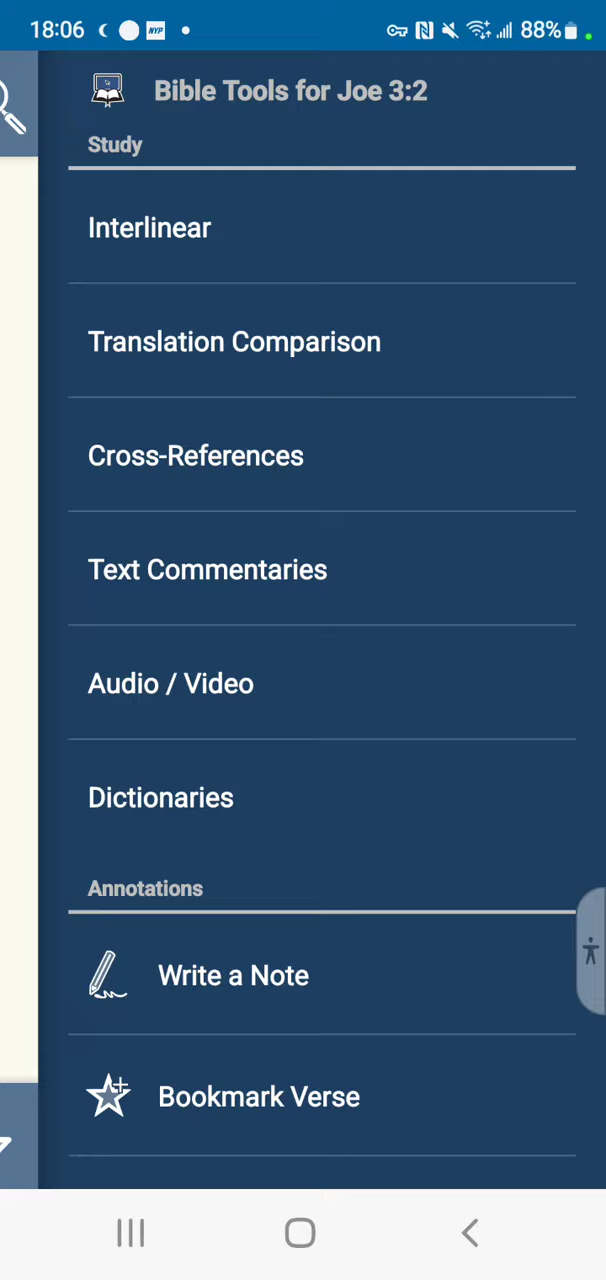 18:06 NYP 88%
Bible Tools for Joe 3:2
Study
Interlinear
Translation Comparison
Cross-References
Text Commentaries
Audio / Video
Dictionaries
Annotations
Write a Note
Bookmark Verse